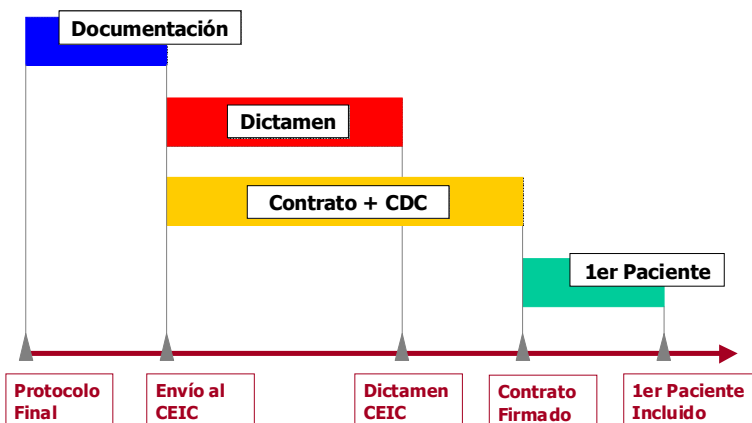 Documentación
Dictamen
Contrato + CDC
1er Paciente
Protocolo
Final
Envío al
CEIC
Dictamen
CEIC
Contrato
Firmado
1er Paciente
Incluido